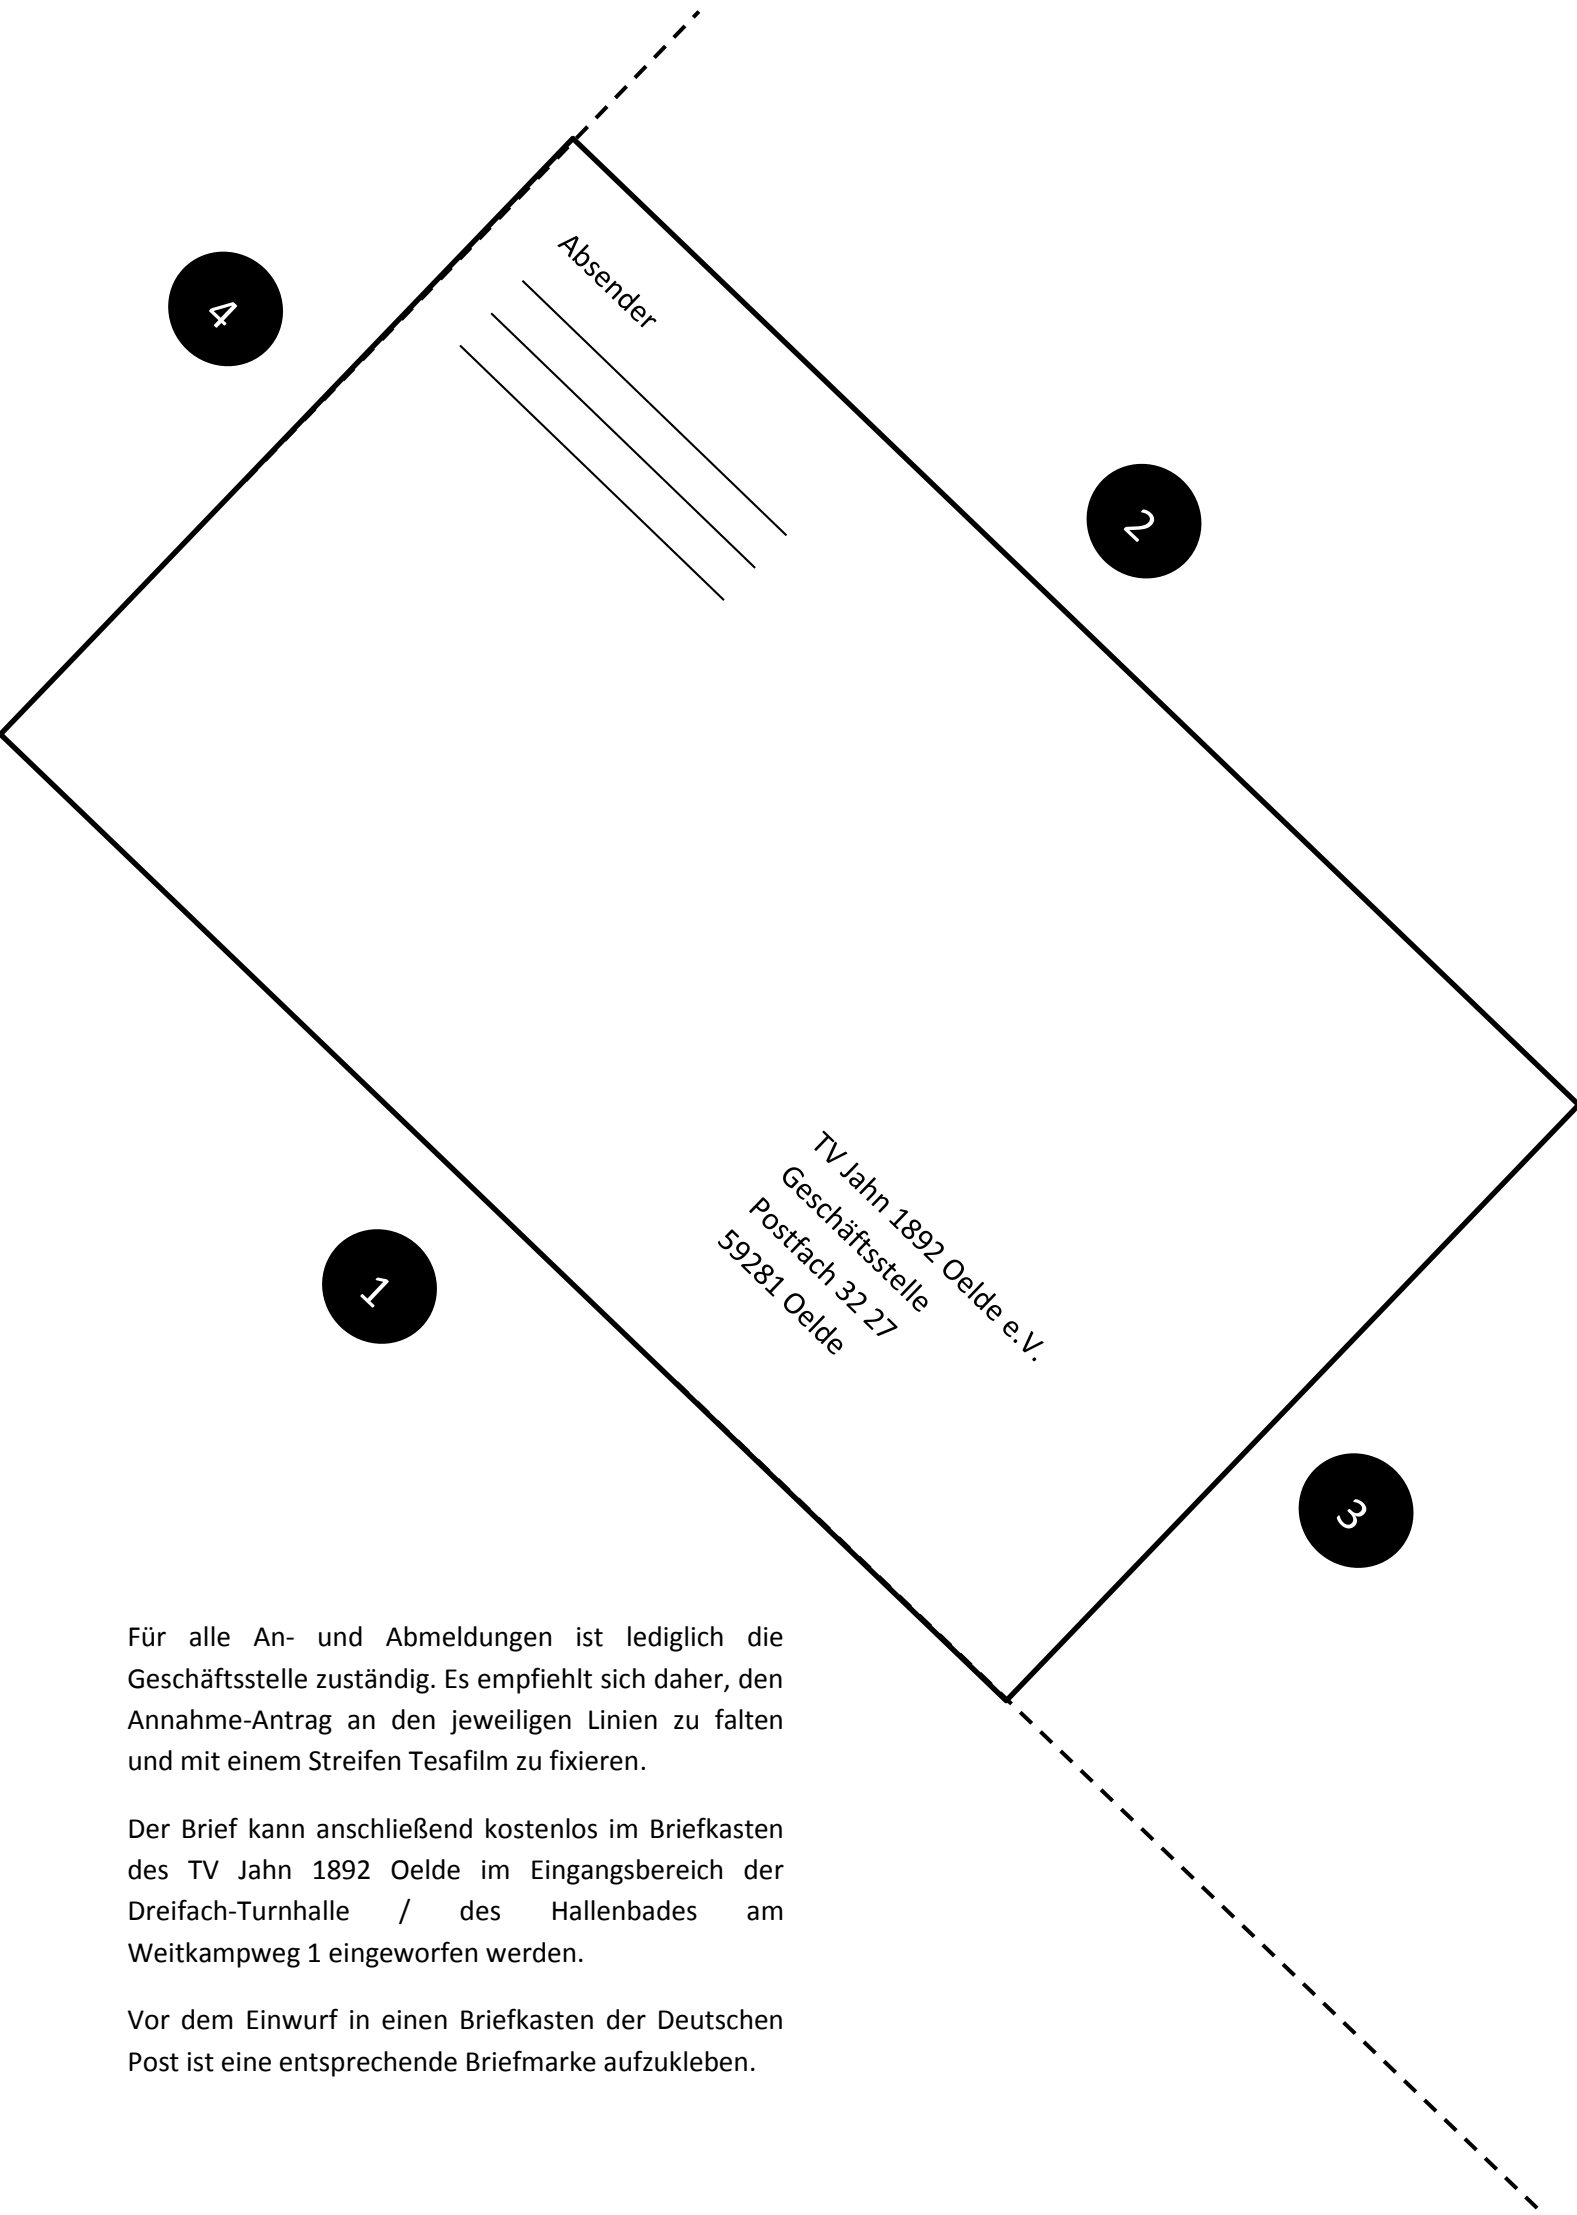 4
Absender
2
TV Jahn 1892 Oelde e.V.
Geschäftsstelle
Postfach 32 27
59281 Oelde
1
3
Für alle An- und Abmeldungen ist lediglich die
Geschäftsstelle zuständig. Es empfiehlt sich daher, den
Annahme-Antrag an den jeweiligen Linien zu falten
und mit einem Streifen Tesafilm zu fixieren.
Der Brief kann anschließend kostenlos im Briefkasten
des TV Jahn 1892 Oelde im Eingangsbereich der
Dreifach-Turnhalle / des Hallenbades am
Weitkampweg 1 eingeworfen werden.
Vor dem Einwurf in einen Briefkasten der Deutschen
Post ist eine entsprechende Briefmarke aufzukleben.